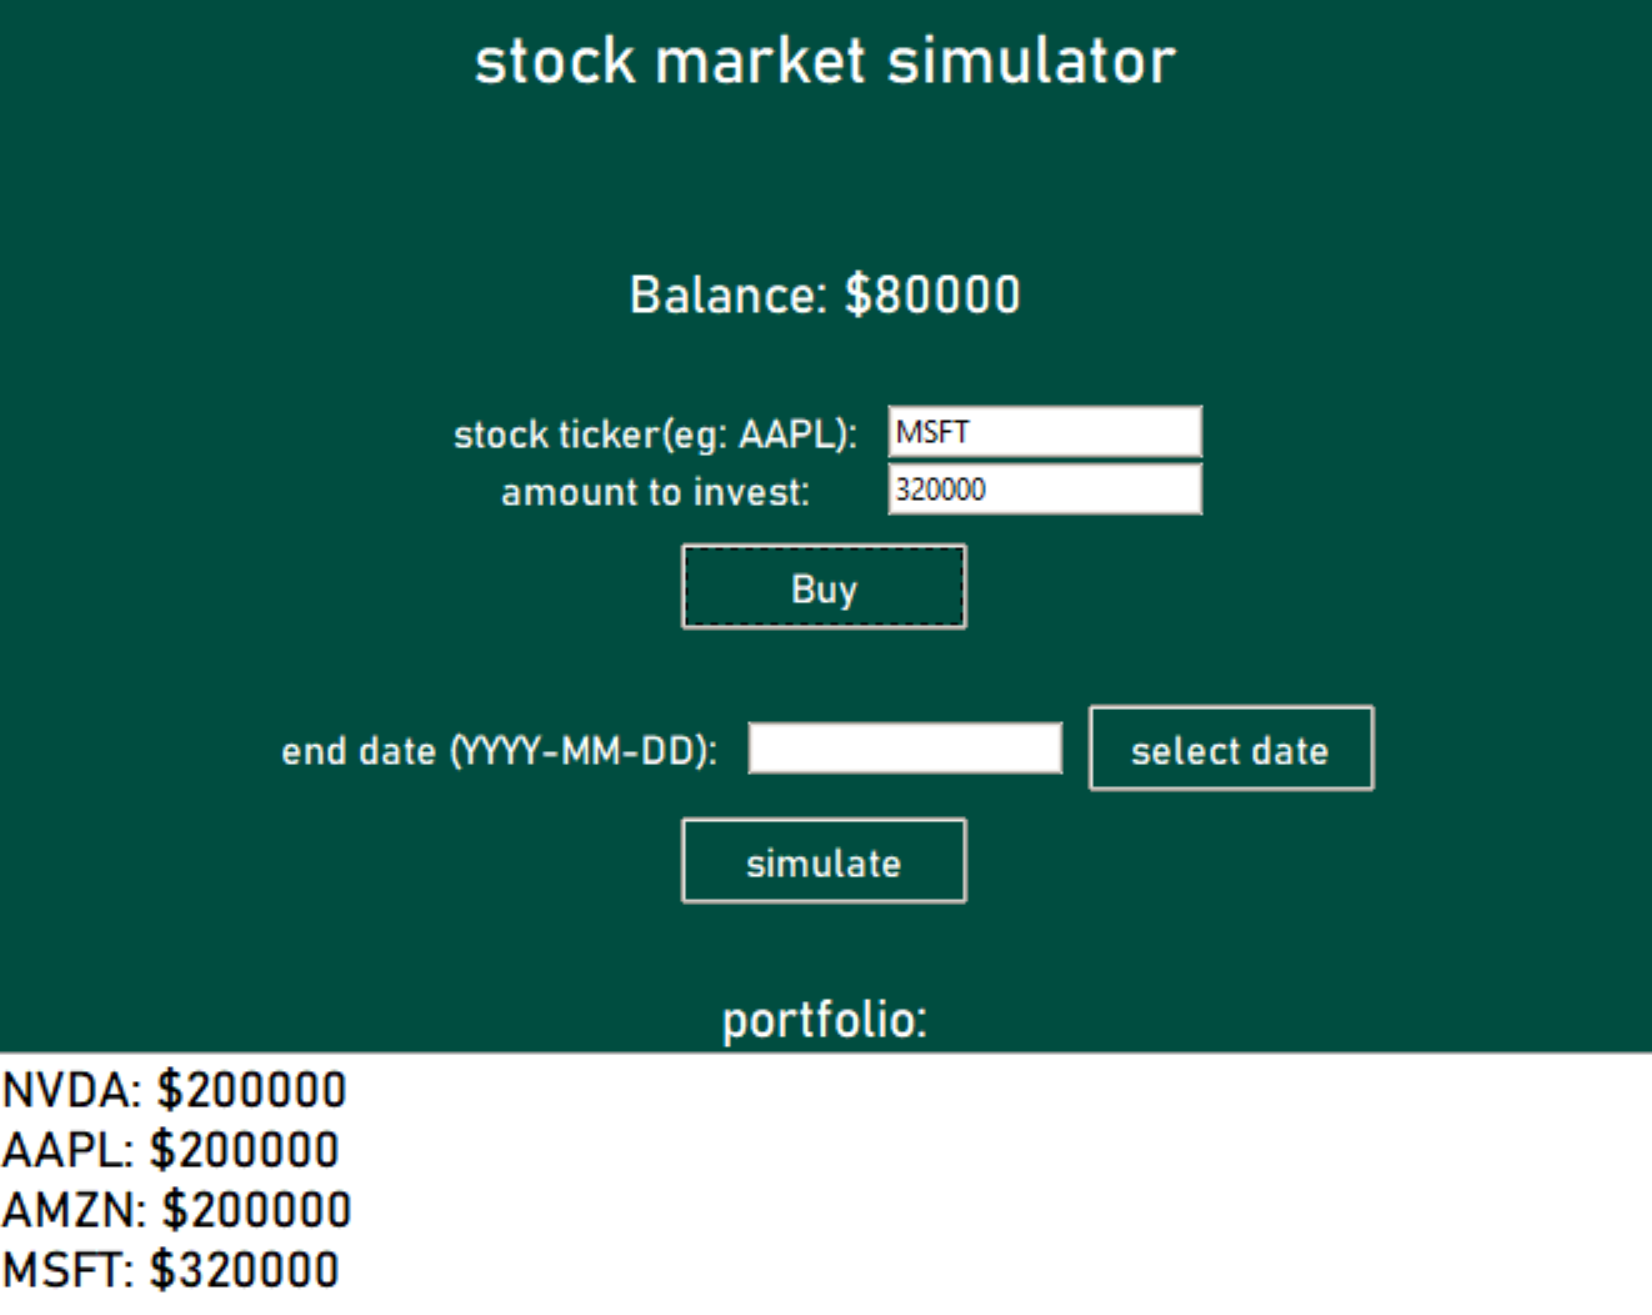 stock market simulator
Balance: $80000
stock ticker(eg: AAPL): MSFT
amount to invest: 320000
Buy
end date (YYYY-MM-DD): select date
simulate
portfolio:
NVDA: $200000
AAPL: $200000
AMZN: $200000
MSFT: $320000